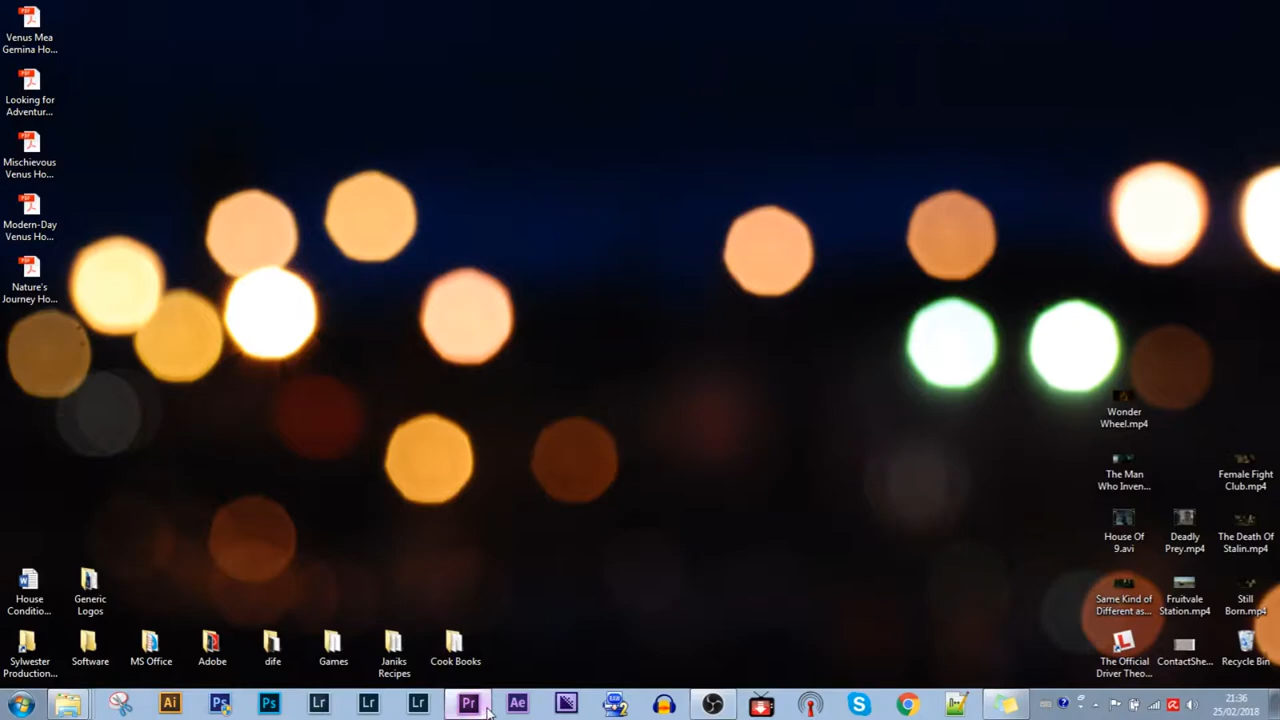 Venus Mea
Gemina Ho...
Looking for
Adventur...
Mischievous
Venus Ho...
Modern-Day
Venus Ho...
Nature's
Journey Ho...
Wonder
Wheel.mp4
The Man
Who Inven...
Female Fight
Club.mp4
House Of
9.avi
Deadly
Prey.mp4
The Death Of
Stalin.mp4
House
Conditio...
Generic
Logos
Same Kind of
Different as...
Fruitvale
Station.mp4
Still
Born.mp4
Sylwester
Production...
Software
MS Office
Adobe
dife
Games
Janiks
Recipes
Cook Books
The Official
Driver Theo...
ContactShe...
Recycle Bin
Ai
Ps
Ps
Lr
Lr
Lr
Pr
Ae
21:36
25/02/2018